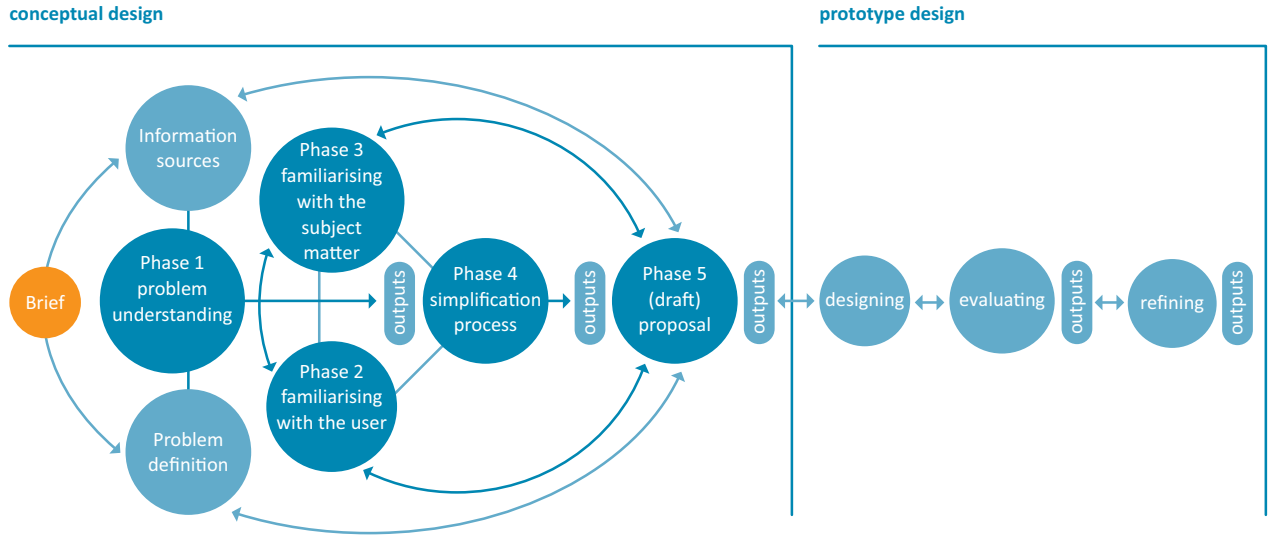 conceptual design
prototype design
Information
sources
Phase 3
familiarising
with the
subject
matter
Brief
Phase 1
problem
understanding
outputs
Phase 4
simplification
process
outputs
Phase 5
(draft)
proposal
outputs
designing
evaluating
outputs
refining
outputs
Phase 2
familiarising
with the user
Problem
definition